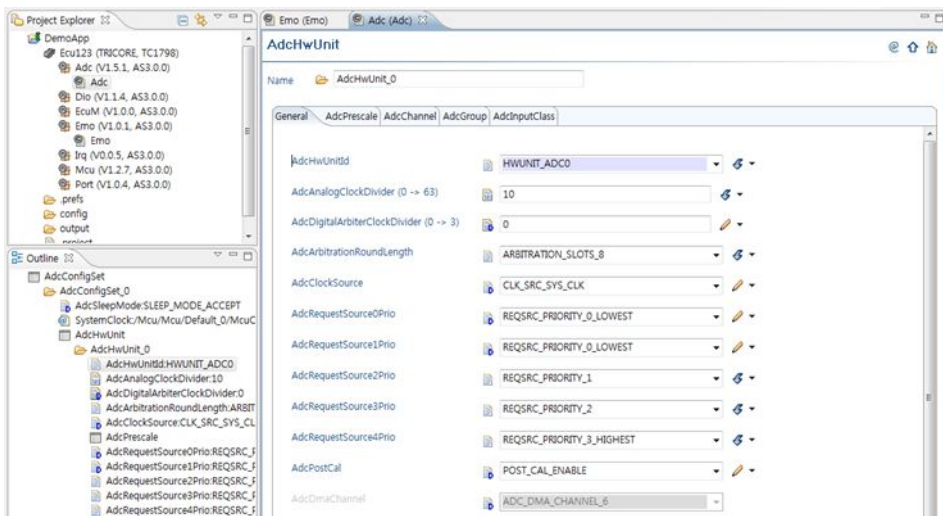 Project Explorer
DemoApp
Ecu123 (TRICORE, TC1798)
Adc (V1.5.1, AS3.0.0)
Adc
Dio (V1.1.4, AS3.0.0)
EcuM (V1.0.0, AS3.0.0)
Emo (V1.0.1, AS3.0.0)
Emo
Irq (V0.0.5, AS3.0.0)
Mcu (V1.2.7, AS3.0.0)
Port (V1.0.4, AS3.0.0)
.prefs
config
output
.project
Outline
AdcConfigSet
AdcConfigSet_0
AdcSleepMode:SLEEP_MODE_ACCEPT
SystemClock:/Mcu/Mcu/Default_0/McuC
AdcHwUnit
AdcHwUnit_0
AdcHwUnitId:HWUNIT_ADC0
AdcAnalogClockDivider:10
AdcDigitalArbiterClockDivider:0
AdcArbitrationRoundLength:ARBIT
AdcClockSource:CLK_SRC_SYS_CL
AdcPrescale
AdcRequestSource0Prio:REQSRC_F
AdcRequestSource1Prio:REQSRC_F
AdcRequestSource2Prio:REQSRC_F
AdcRequestSource3Prio:REQSRC_F
AdcRequestSource4Prio:REQSRC_F
Emo (Emo) Adc (Adc)
AdcHwUnit
Name AdcHwUnit_0
General AdcPrescale AdcChannel AdcGroup AdcInputClass
AdcHwUnitId HWUNIT_ADC0
AdcAnalogClockDivider (0 -> 63) 10
AdcDigitalArbiterClockDivider (0 -> 3) 0
AdcArbitrationRoundLength ARBITRATION_SLOTS_8
AdcClockSource CLK_SRC_SYS_CLK
AdcRequestSource0Prio REQSRC_PRIORITY_0_LOWEST
AdcRequestSource1Prio REQSRC_PRIORITY_0_LOWEST
AdcRequestSource2Prio REQSRC_PRIORITY_1
AdcRequestSource3Prio REQSRC_PRIORITY_2
AdcRequestSource4Prio REQSRC_PRIORITY_3_HIGHEST
AdcPostCal POST_CAL_ENABLE
AdcDmaChannel ADC_DMA_CHANNEL_6